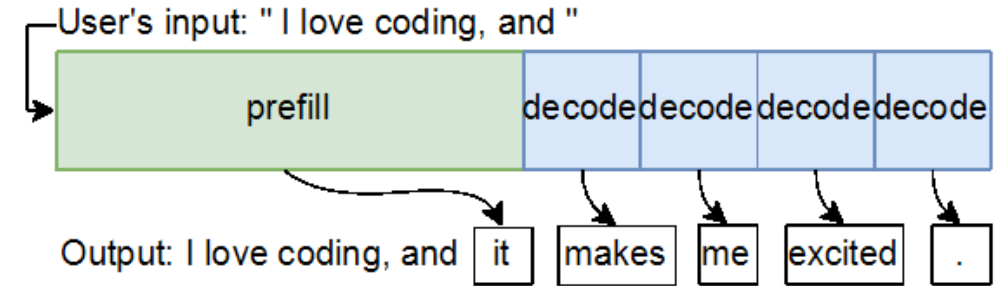 User's input: " I love coding, and "
prefill decode decode decode decode
Output: I love coding, and it makes me excited .